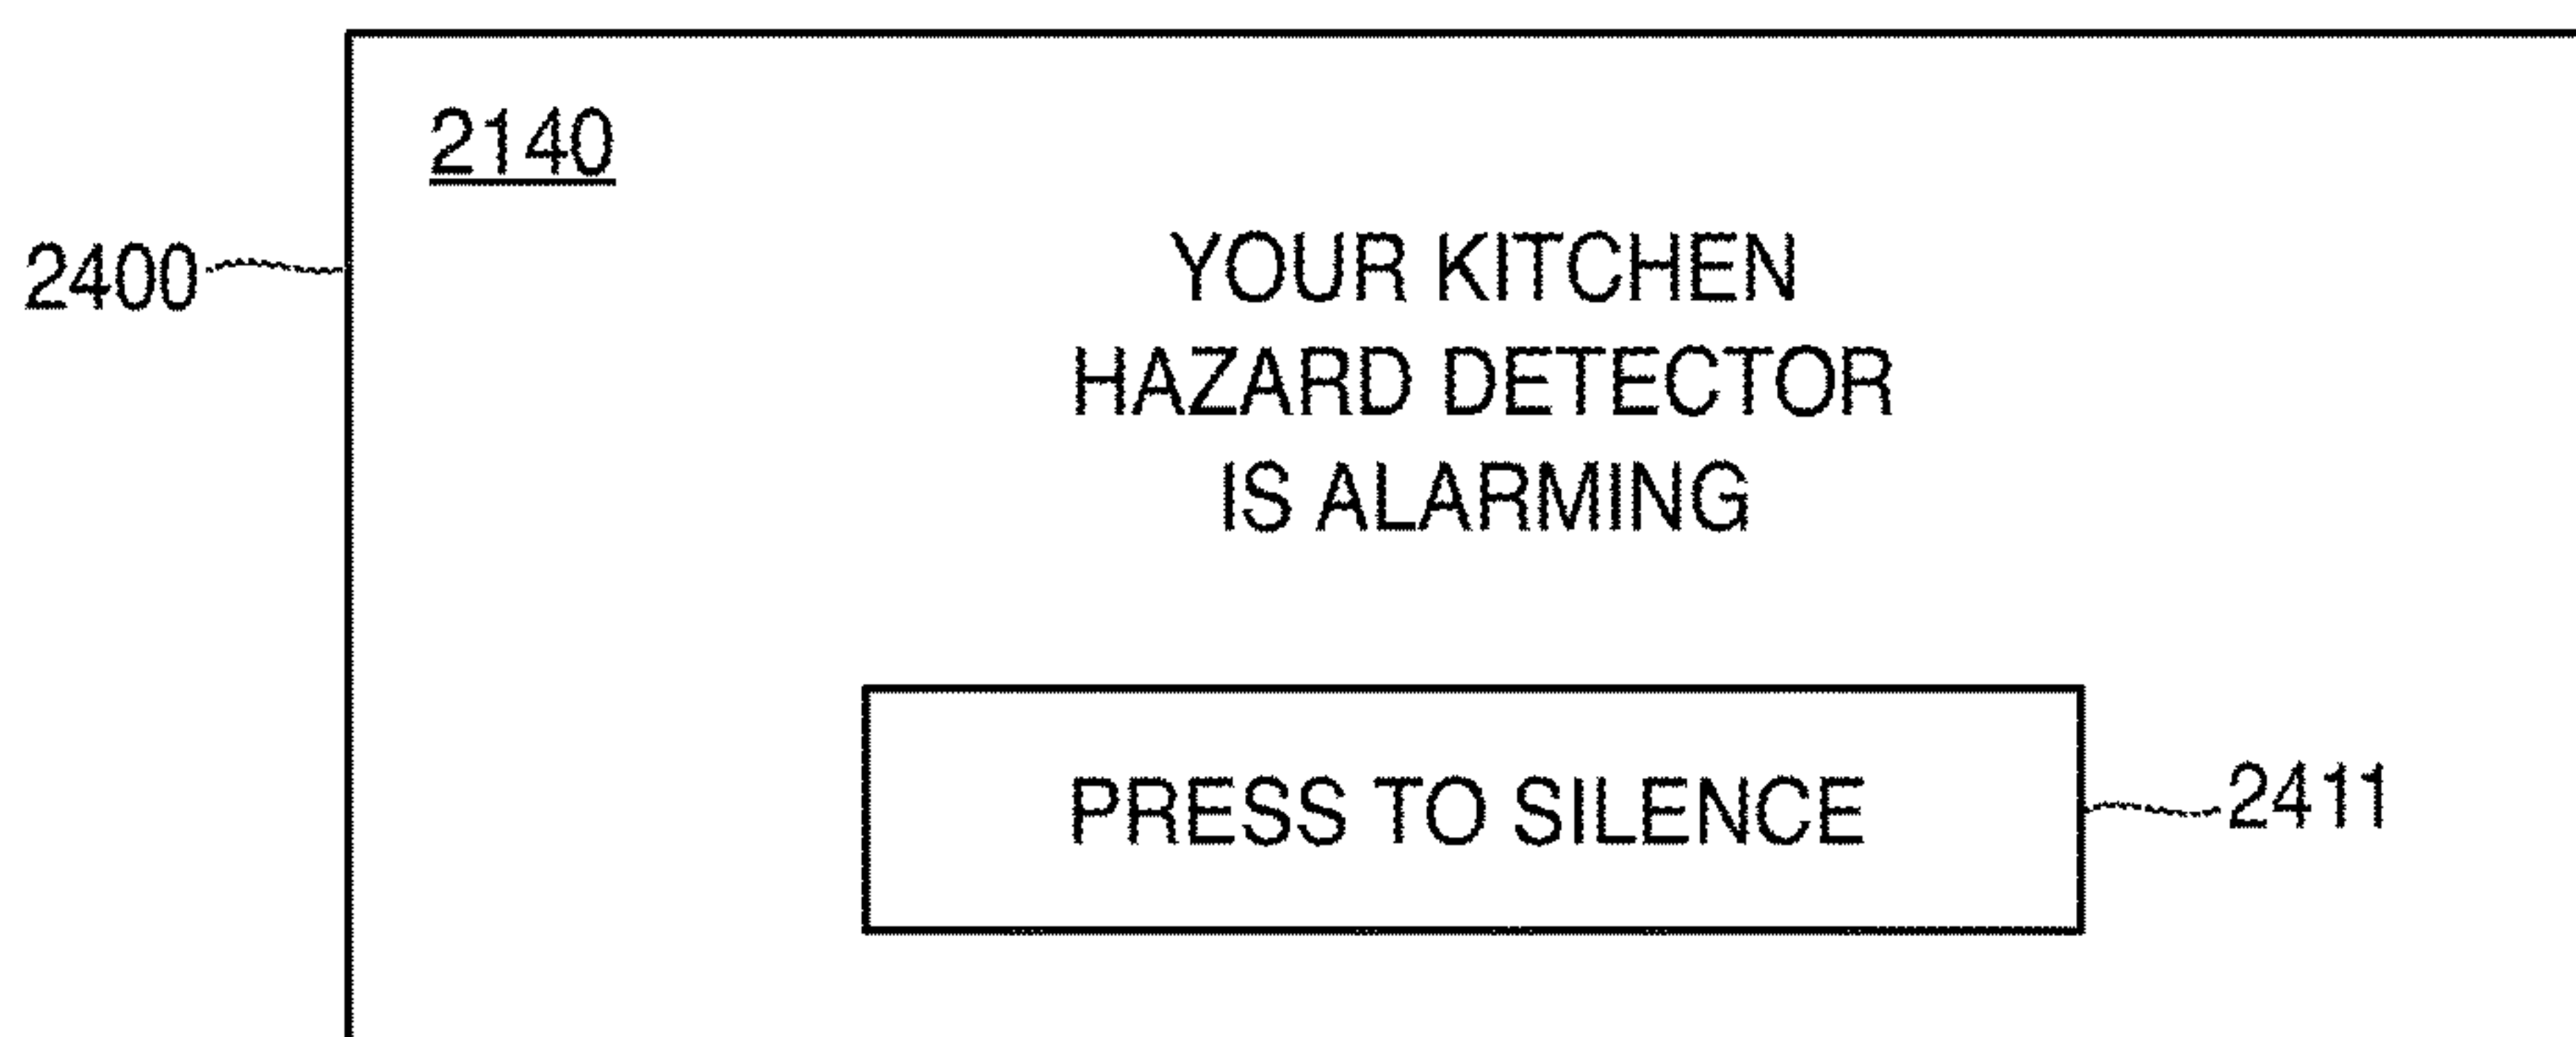 2140
2400
YOUR KITCHEN
HAZARD DETECTOR
IS ALARMING
PRESS TO SILENCE
2411